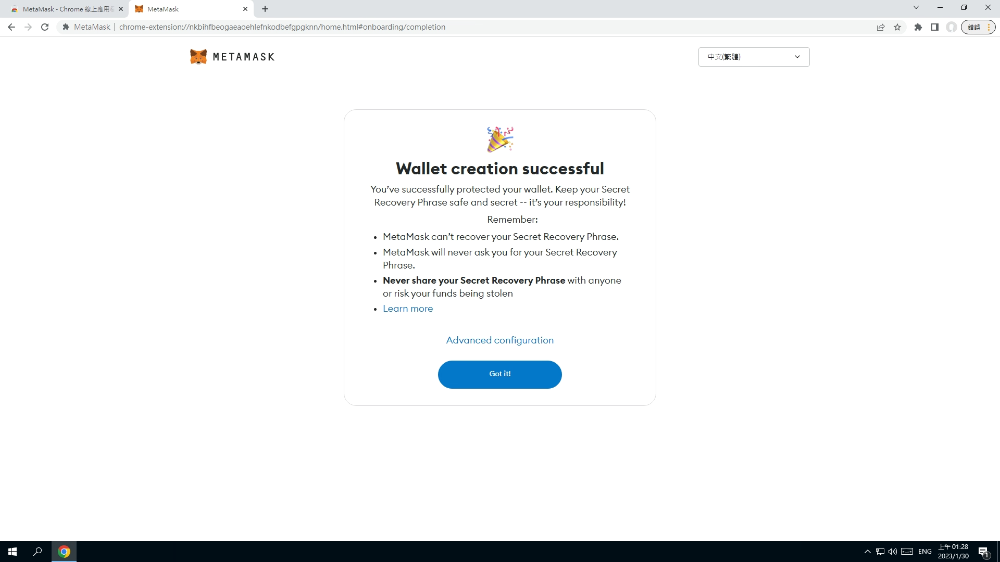 MetaMask - Chrome 線上應用程
MetaMask
MetaMask
chrome-extension://nkbihfbeogaeaoehlefnkodbefgpgknn/home.html#onboarding/completion
錯誤
METAMASK
中文(繁體)
Wallet creation successful
You’ve successfully protected your wallet. Keep your Secret
Recovery Phrase safe and secret -- it’s your responsibility!
Remember:
• MetaMask can’t recover your Secret Recovery Phrase.
• MetaMask will never ask you for your Secret Recovery
Phrase.
• Never share your Secret Recovery Phrase with anyone
or risk your funds being stolen
• Learn more
Advanced configuration
Got it!
ENG
上午 01:28
2023/1/30
1